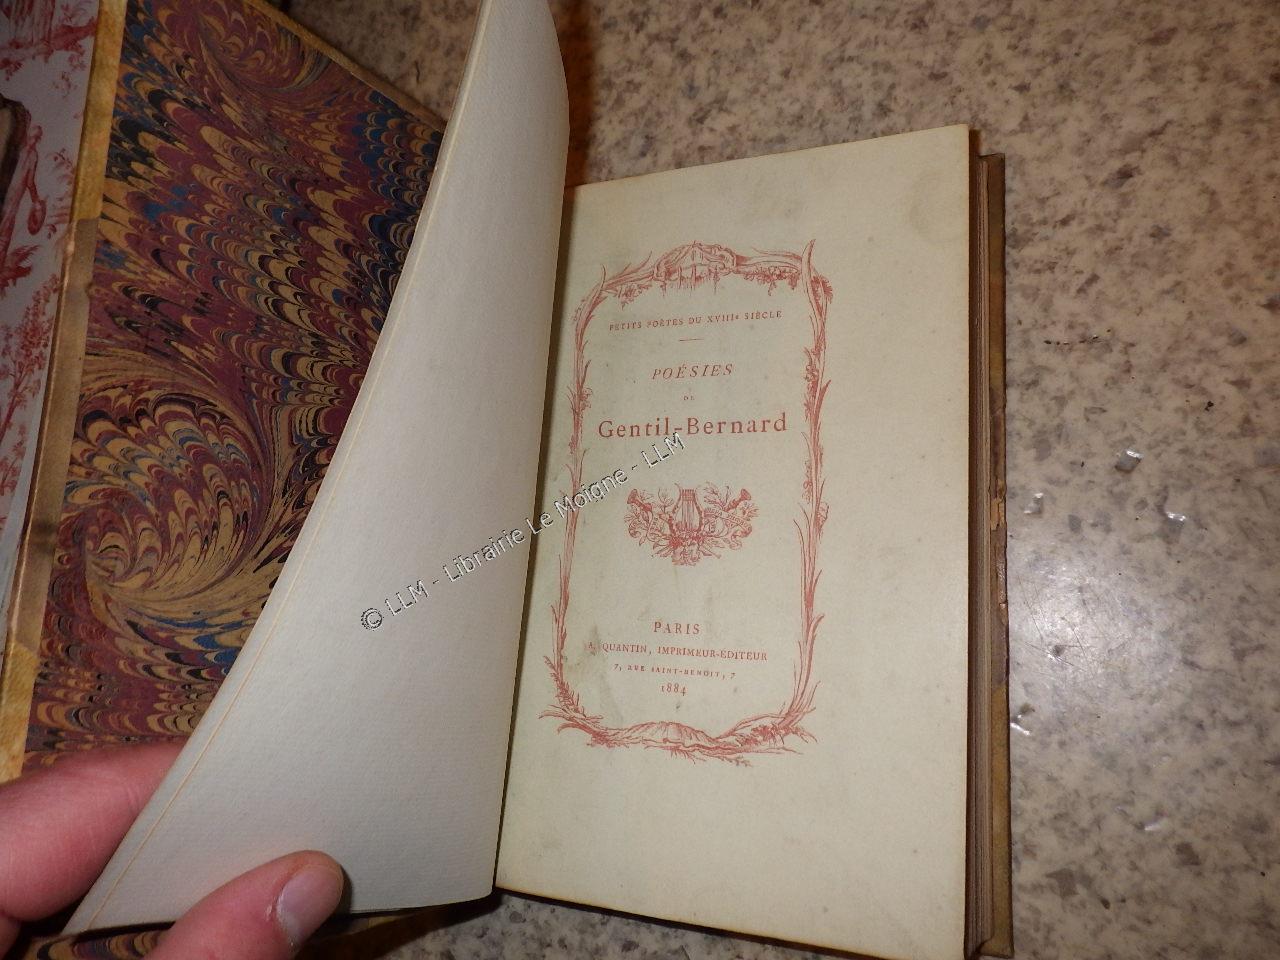 PETITS POÈTES DU XVIIIe SIÈCLE
POÉSIES
DE
Gentil-Bernard
PARIS
A. QUANTIN, IMPRIMEUR-ÉDITEUR
7, RUE SAINT-BENOIT, 7
1884
© LLM - Librairie Le Moigne - LLM